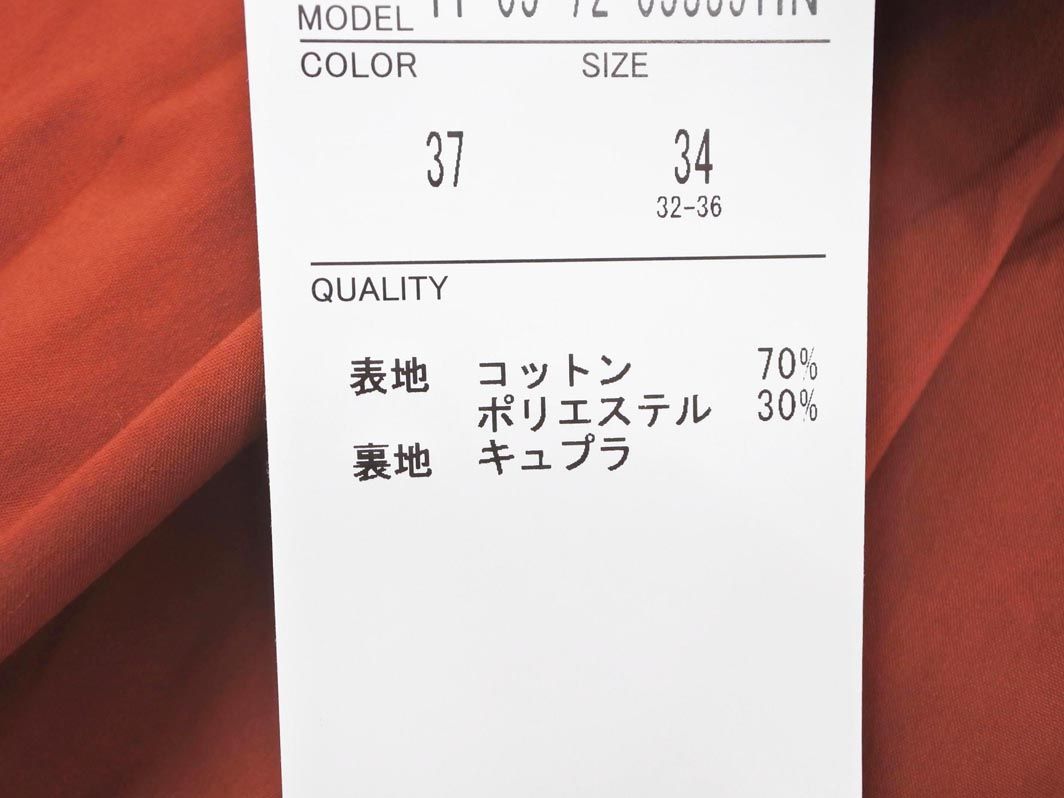 MODEL
COLOR SIZE
37 34
32-36
QUALITY
表地 コットン 70%
ポリエステル 30%
裏地 キュプラ